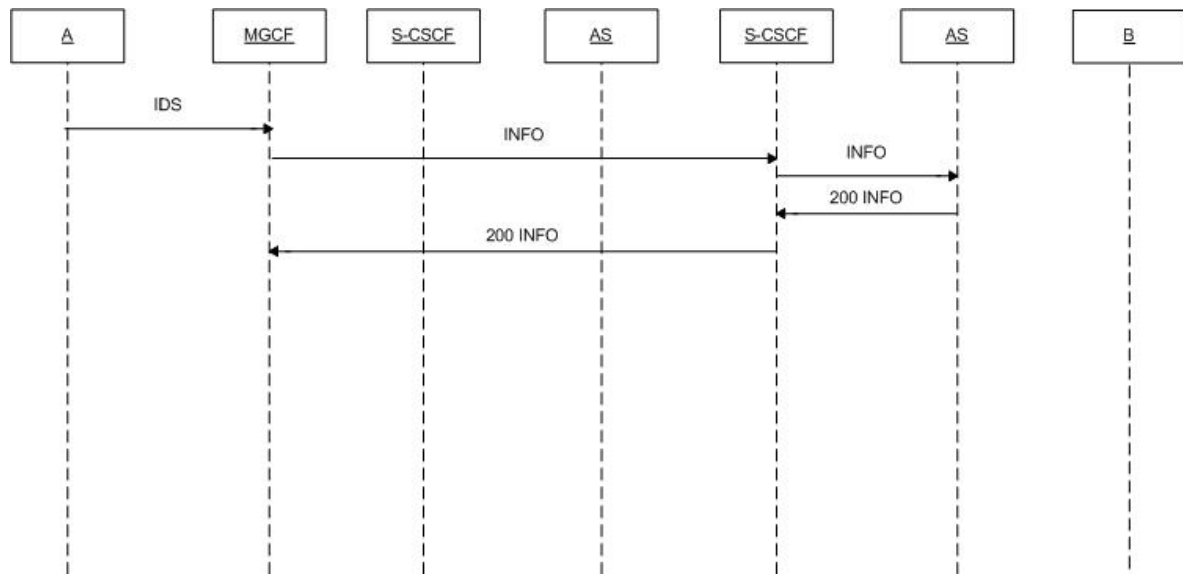 A
MGCF
S-CSCF
AS
S-CSCF
AS
B
IDS
INFO
INFO
200 INFO
200 INFO